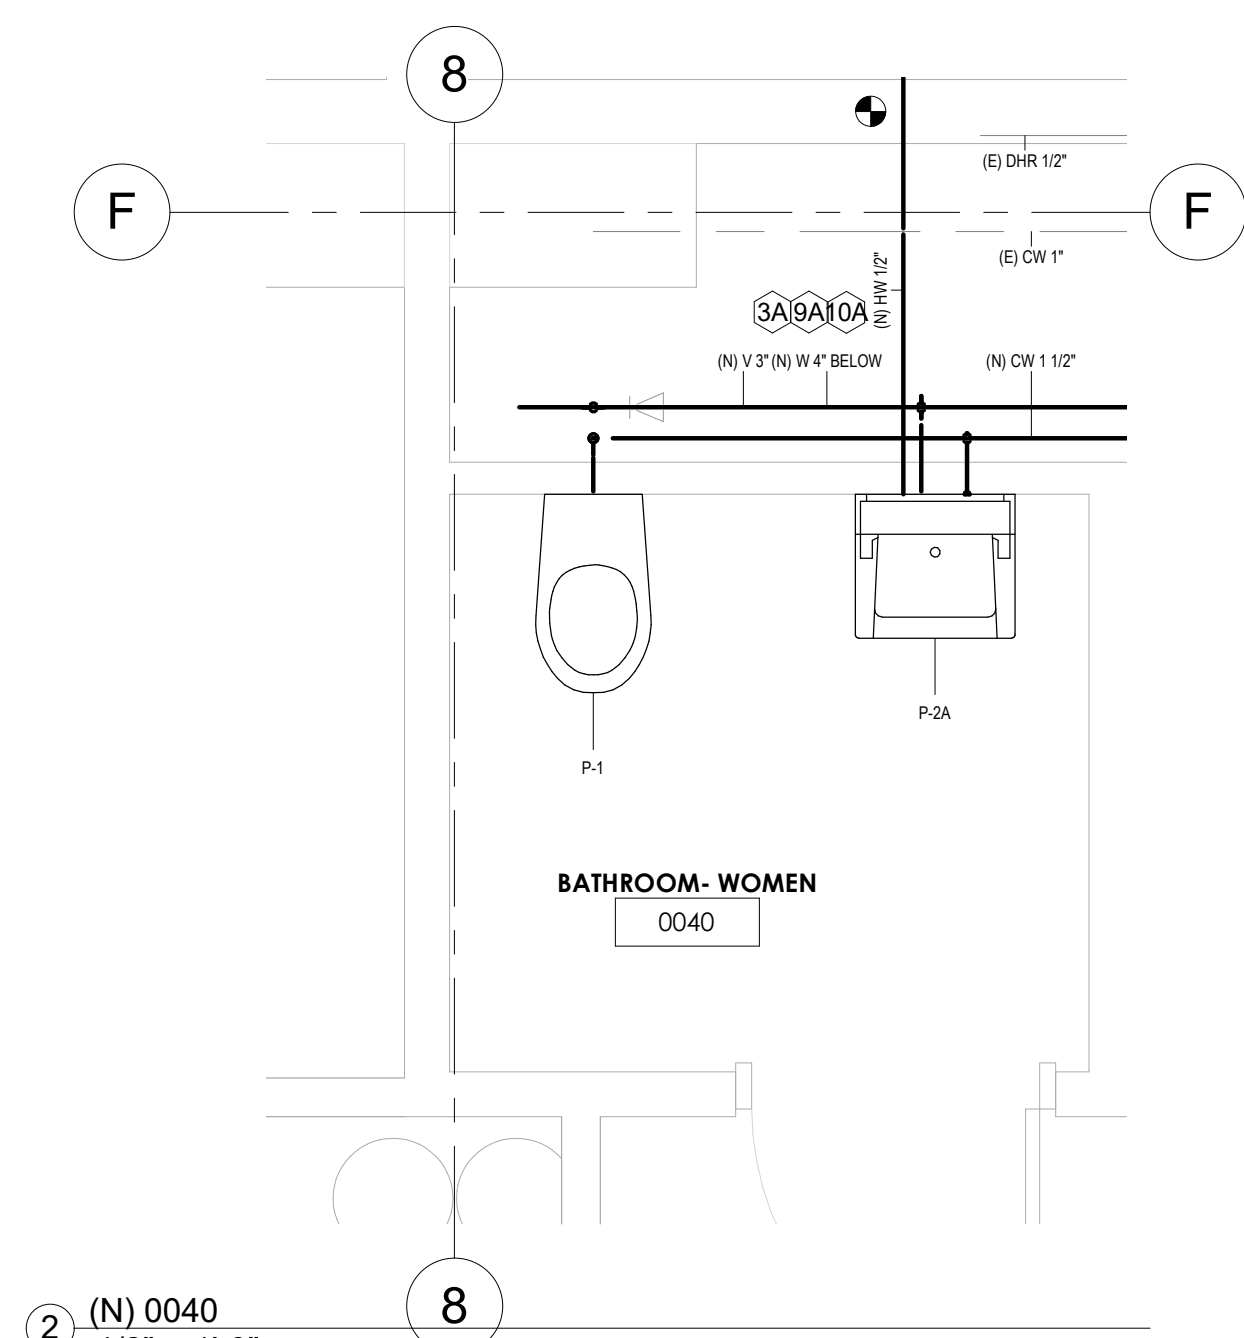 8
(E) DHR 1/2"
F
F
(E) CW 1"
(N) HW 1/2"
3A 9A 10A
(N) V 3" (N) W 4" BELOW
(N) CW 1 1/2"
P-2A
P-1
BATHROOM- WOMEN
0040
8
2
(N) 0040